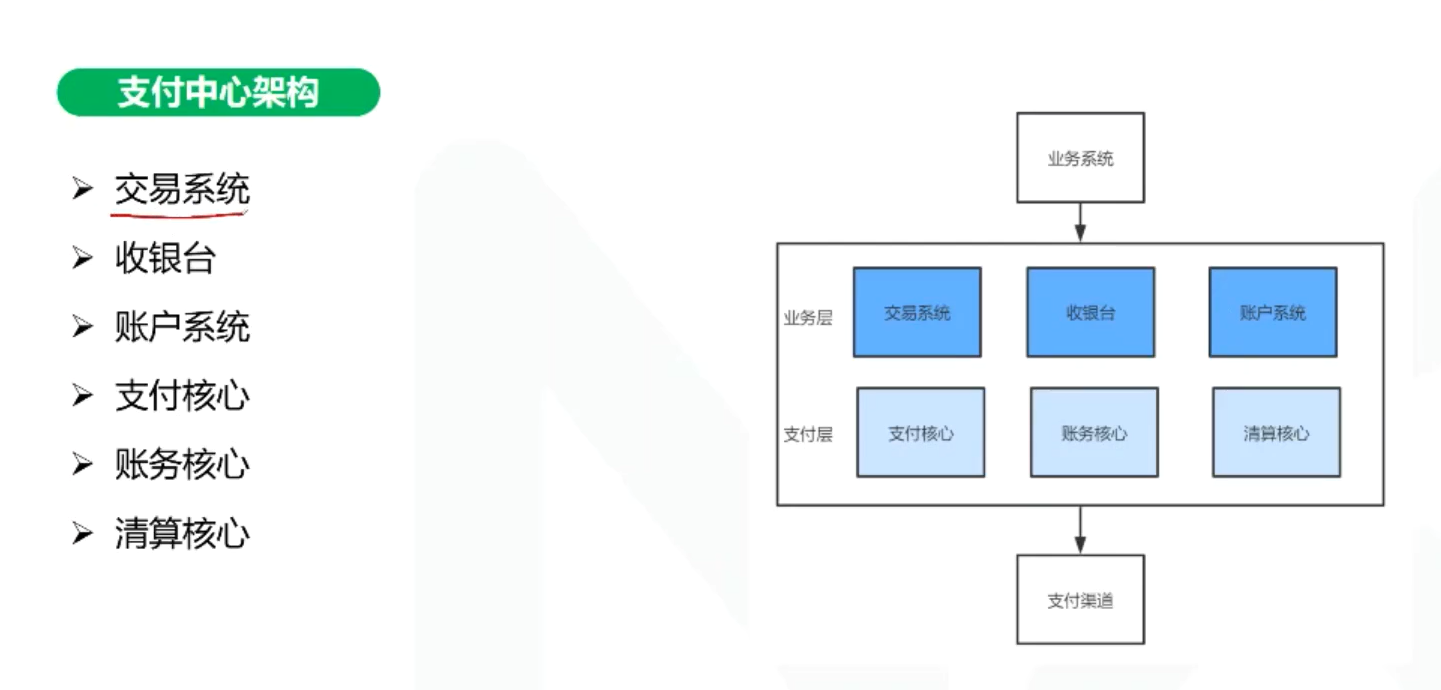 支付中心架构
交易系统
收银台
账户系统
支付核心
账务核心
清算核心
业务系统
业务层
交易系统
收银台
账户系统
支付层
支付核心
账务核心
清算核心
支付渠道